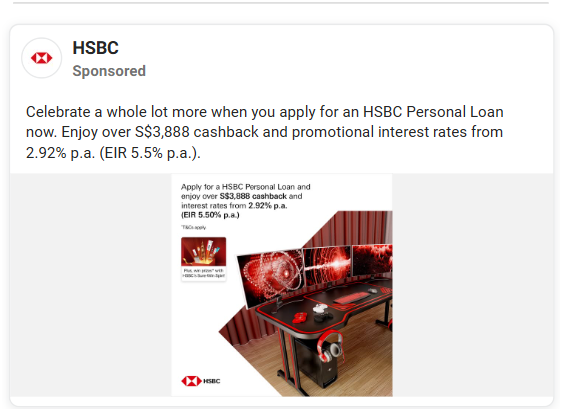 HSBC
Sponsored
Celebrate a whole lot more when you apply for an HSBC Personal Loan
now. Enjoy over S$3,888 cashback and promotional interest rates from
2.92% p.a. (EIR 5.5% p.a.).
Apply for a HSBC Personal Loan and
enjoy over S$3,888 cashback and
interest rates from 2.92% p.a.
(EIR 5.50% p.a.)
T&Cs apply
Plus, win prizes* with
HSBC's Sure-Win Spin!
HSBC